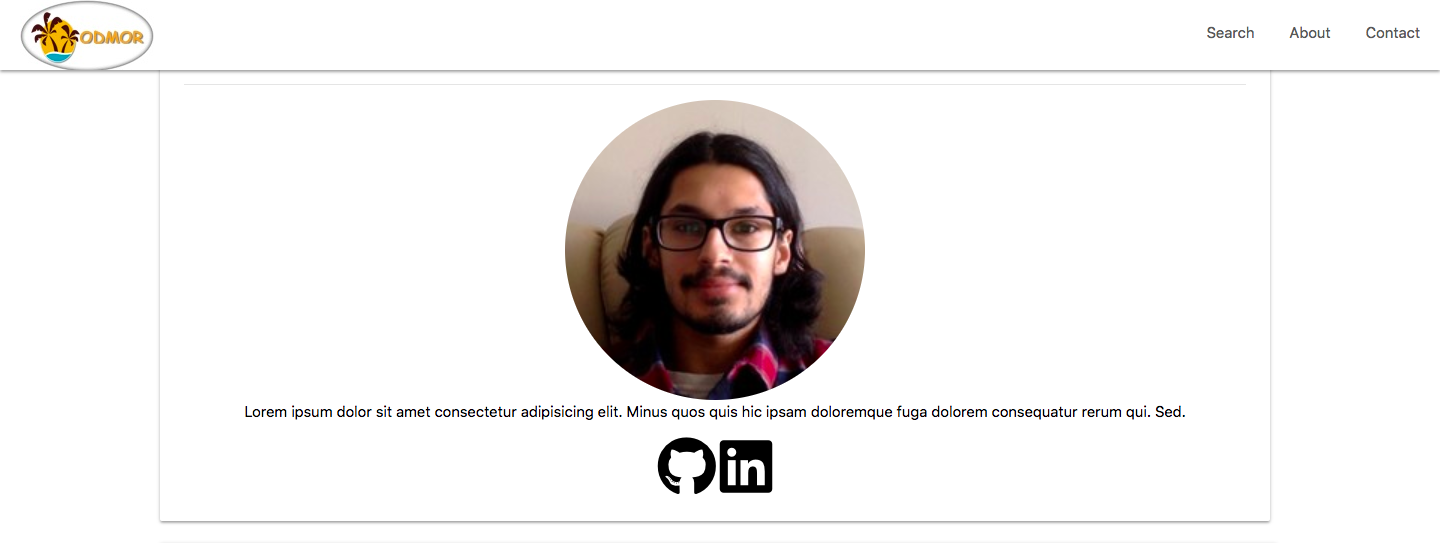 ODMOR
Search About Contact
Lorem ipsum dolor sit amet consectetur adipisicing elit. Minus quos quis hic ipsam doloremque fuga dolorem consequatur rerum qui. Sed.
in